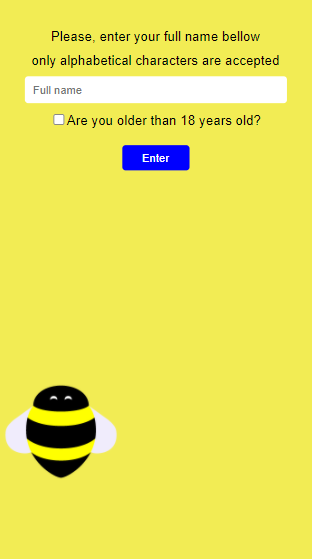 Please, enter your full name bellow
only alphabetical characters are accepted
Full name
Are you older than 18 years old?
Enter